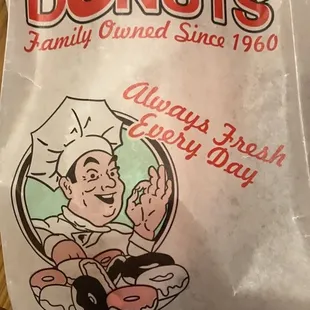 DONUTS
Family Owned Since 1960
Always Fresh
Every Day